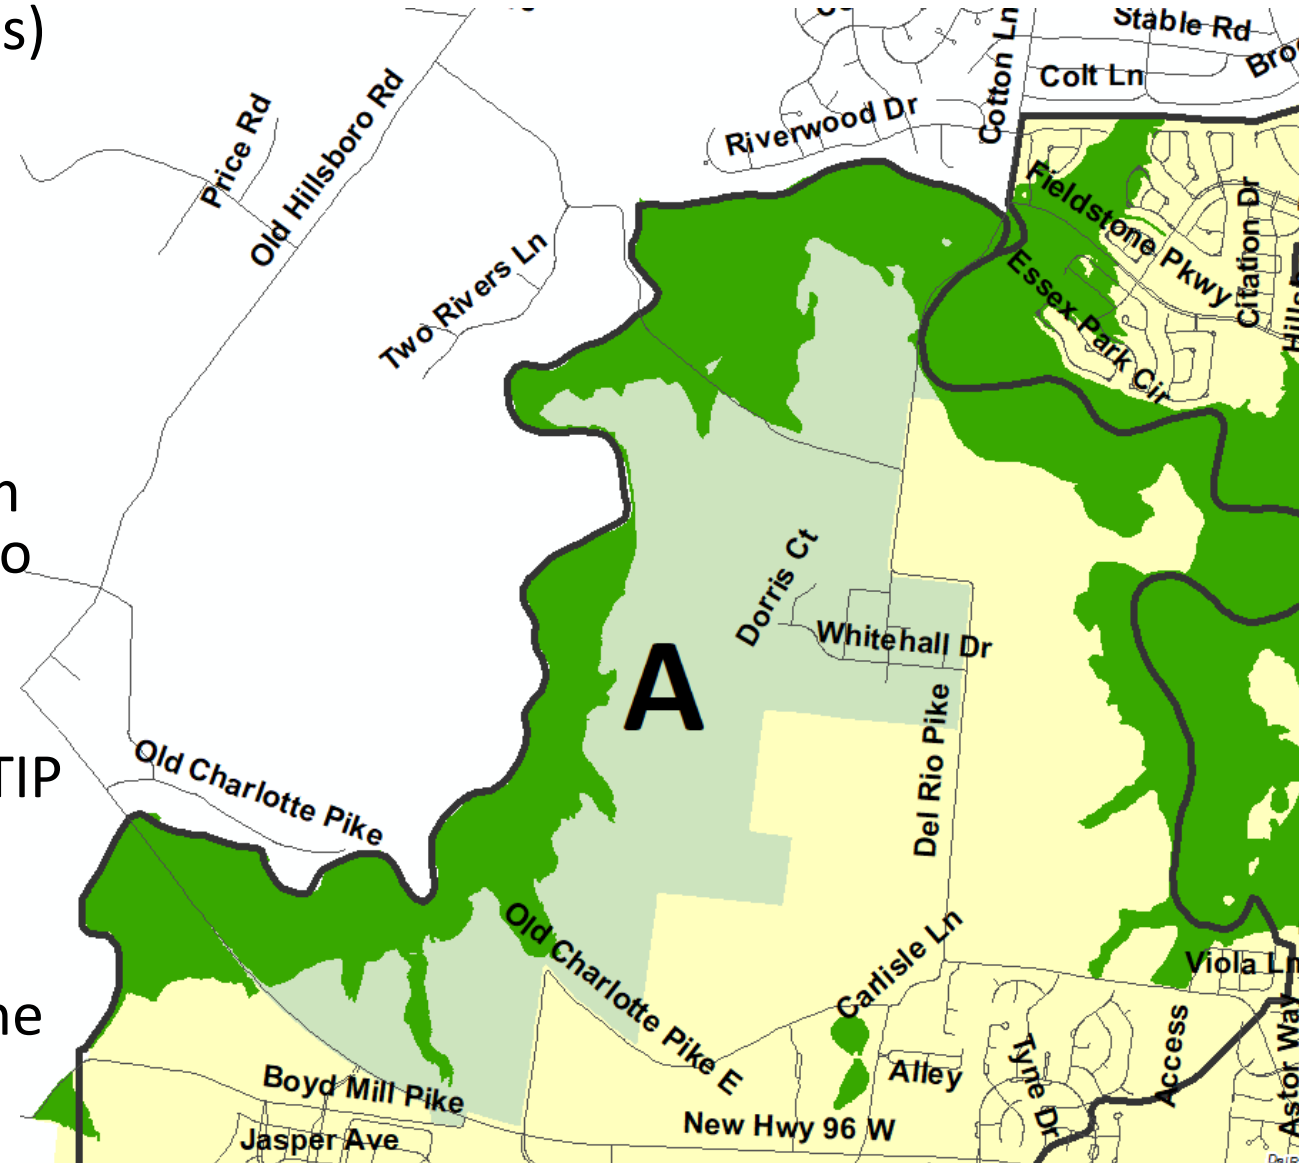 s)
Stable Rd
Cotton Ln
Colt Ln
Riverwood Dr
Price Rd
Old Hillsboro Rd
Fieldstone Pkwy
Citation Dr
Two Rivers Ln
Essex Park Cir
o
Dorris Ct
Whitehall Dr
A
Del Rio Pike
TIP
Old Charlotte Pike
Old Charlotte Pike E
Carlisle Ln
Viola Ln
ne
Access
Astor Way
Tyne Dr
Alley
Boyd Mill Pike
New Hwy 96 W
Jasper Ave